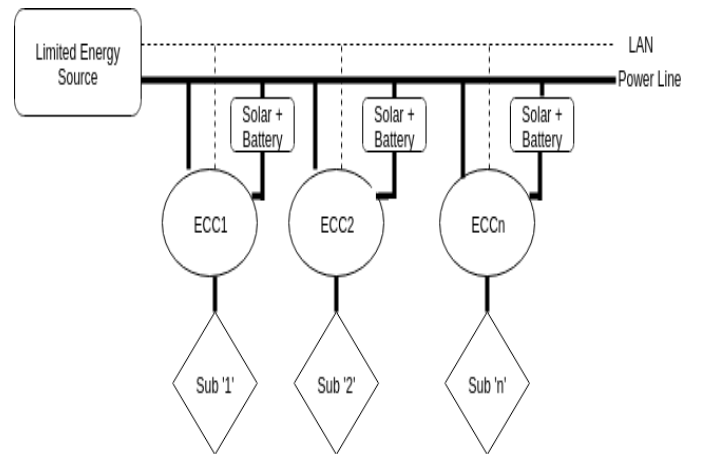 Limited Energy
Source
LAN
Power Line
Solar +
Battery
Solar +
Battery
Solar +
Battery
ECC1
ECC2
ECCn
Sub '1'
Sub '2'
Sub 'n'